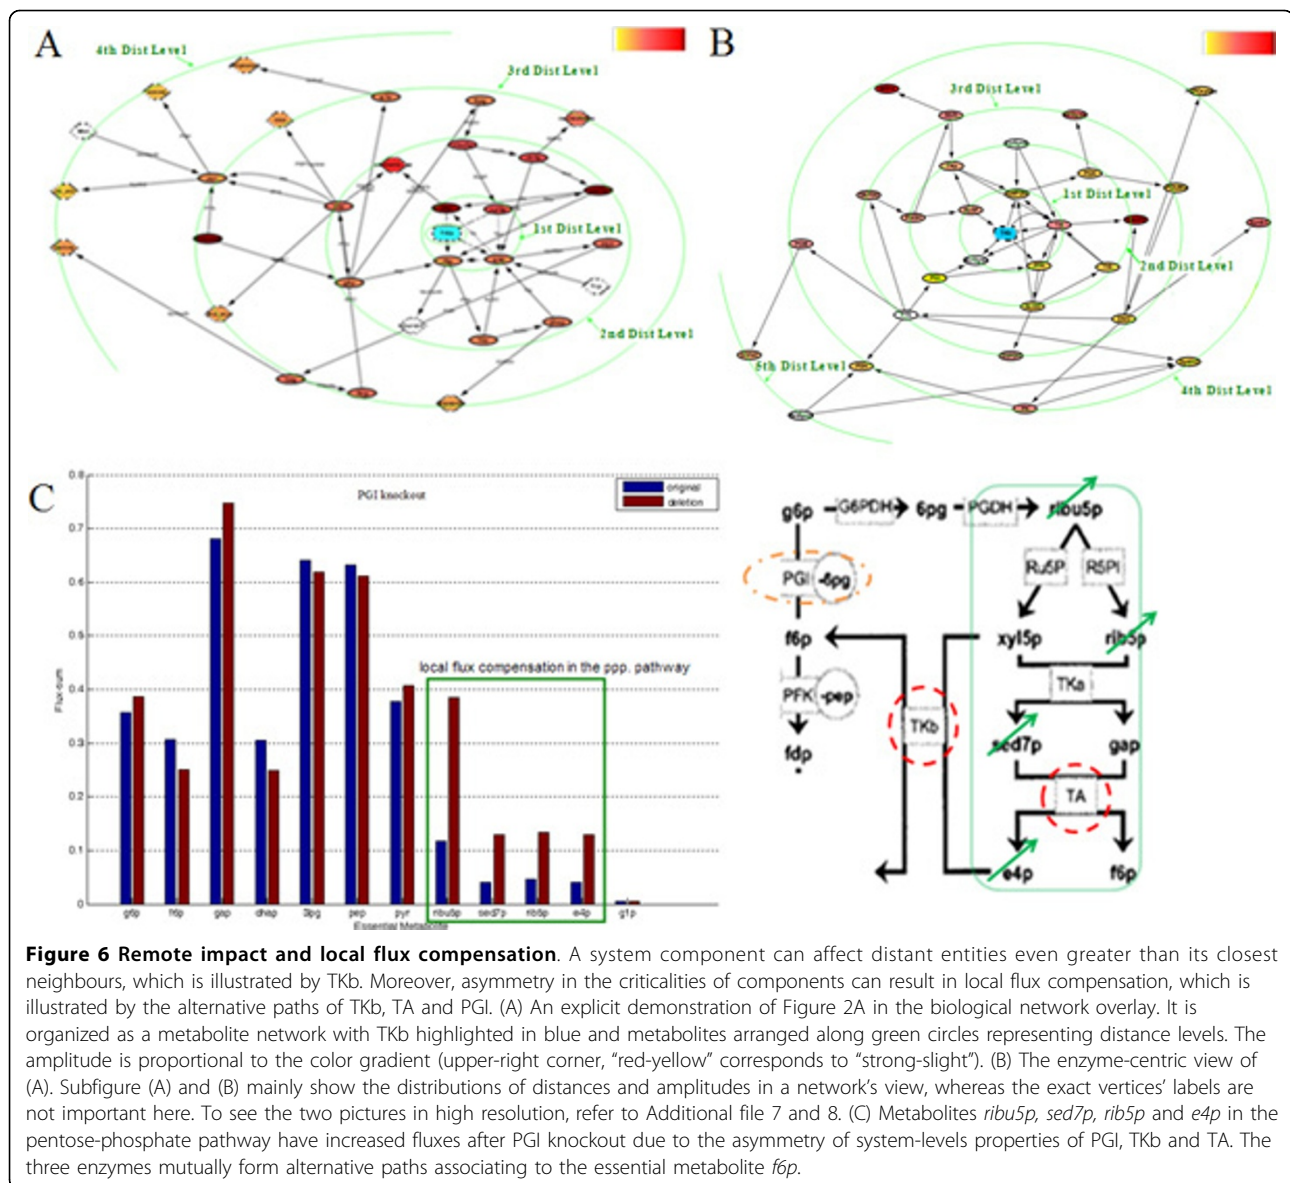 A
4th Dist Level
3rd Dist Level
1st Dist Level
2nd Dist Level
B
3rd Dist Level
1st Dist Level
2nd Dist Level
5th Dist Level
4th Dist Level
C
PGI knockout
original
deletion
0.8
0.7
0.6
0.5
0.4
0.3
0.2
0.1
0
Flux-sum
local flux compensation in the ppp. pathway
g6p f6p gap dhap 3pg pep pyr ribu5p sed7p rib5p e4p g1p
Essential Metabolite
g6p G6PDH 6pg PGDH ribu5p
Ru5P R5PI
PGI -6pg
f6p xyl5p rib5p
TKa
PFK -pep
TKb
sed7p gap
fdp
TA
e4p f6p
Figure 6 Remote impact and local flux compensation. A system component can affect distant entities even greater than its closest
neighbours, which is illustrated by TKb. Moreover, asymmetry in the criticalities of components can result in local flux compensation, which is
illustrated by the alternative paths of TKb, TA and PGI. (A) An explicit demonstration of Figure 2A in the biological network overlay. It is
organized as a metabolite network with TKb highlighted in blue and metabolites arranged along green circles representing distance levels. The
amplitude is proportional to the color gradient (upper-right corner, “red-yellow” corresponds to “strong-slight”). (B) The enzyme-centric view of
(A). Subfigure (A) and (B) mainly show the distributions of distances and amplitudes in a network’s view, whereas the exact vertices’ labels are
not important here. To see the two pictures in high resolution, refer to Additional file 7 and 8. (C) Metabolites ribu5p, sed7p, rib5p and e4p in the
pentose-phosphate pathway have increased fluxes after PGI knockout due to the asymmetry of system-levels properties of PGI, TKb and TA. The
three enzymes mutually form alternative paths associating to the essential metabolite f6p.